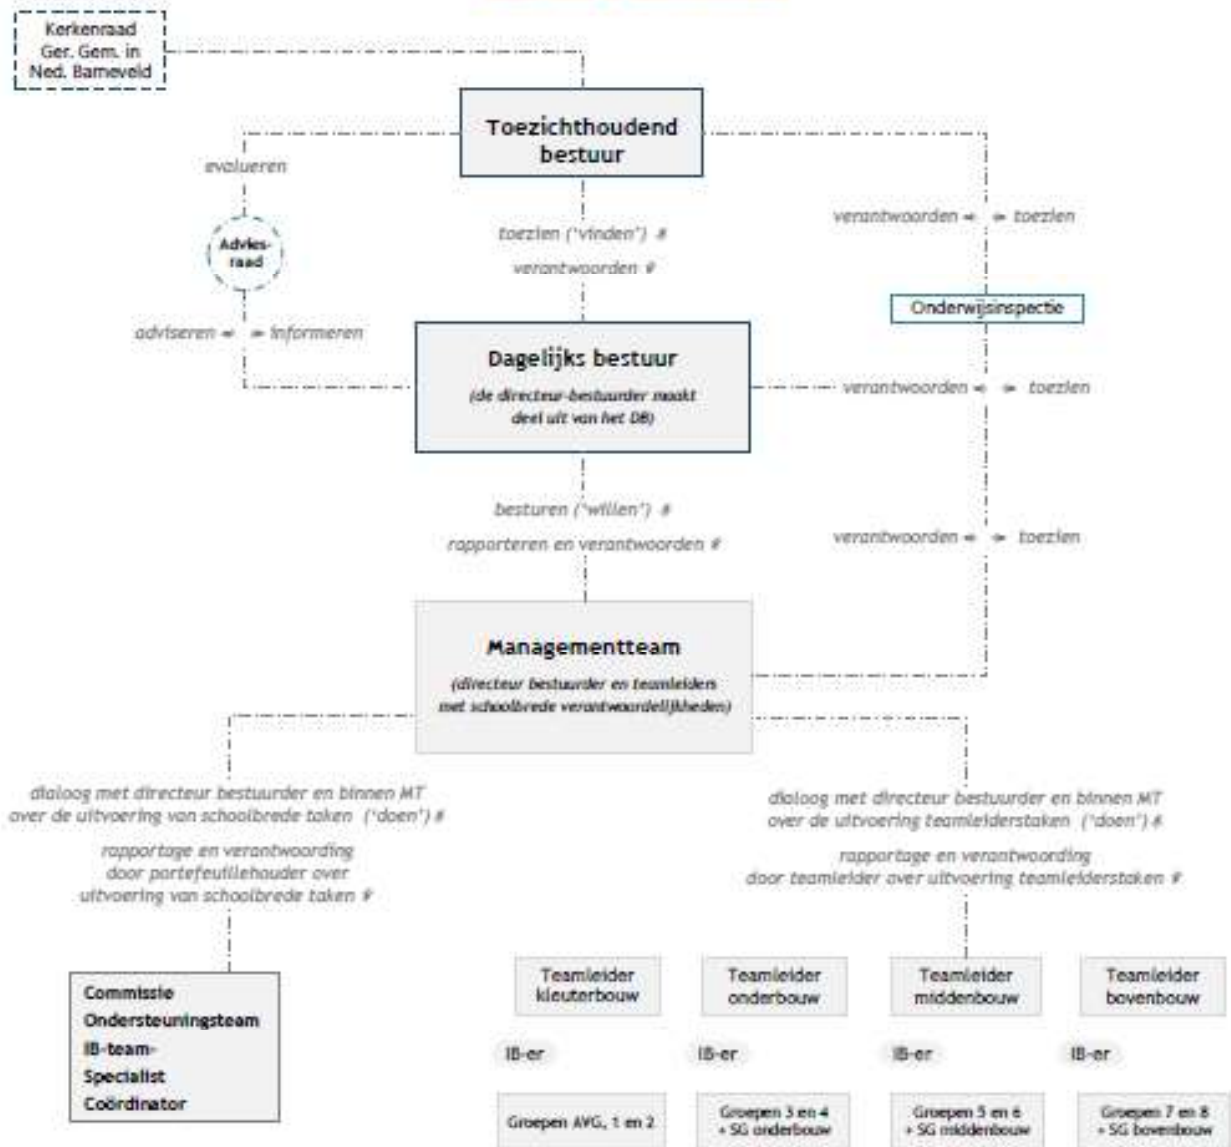 Kerkenraad
Ger. Gem. in
Ned. Barneveld
Toezichthoudend
bestuur
evalueren
verantwoorden toezien
toezien ('vinden')
verantwoorden
Advies-
raad
Onderwijsinspectie
adviseren informeren
Dagelijks bestuur
(de directeur-bestuurder maakt
deel uit van het DB)
verantwoorden toezien
besturen ('willen')
rapporteren en verantwoorden
verantwoorden toezien
Managementteam
(directeur bestuurder en teamleiders
met schoolbrede verantwoordelijkheden)
dialoog met directeur bestuurder en binnen MT
over de uitvoering van schoolbrede taken ('doen')
rapportage en verantwoording
door portefeuillehouder over
uitvoering van schoolbrede taken
dialoog met directeur bestuurder en binnen MT
over de uitvoering teamleiderstaken ('doen')
rapportage en verantwoording
door teamleider over uitvoering teamleiderstaken
Commissie
Ondersteuningsteam
IB-team-
Specialist
Coördinator
Teamleider
kleuterbouw
Teamleider
onderbouw
Teamleider
middenbouw
Teamleider
bovenbouw
IB-er
IB-er
IB-er
IB-er
Groepen AVG, 1 en 2
Groepen 3 en 4
+ SG onderbouw
Groepen 5 en 6
+ SG middenbouw
Groepen 7 en 8
+ SG bovenbouw